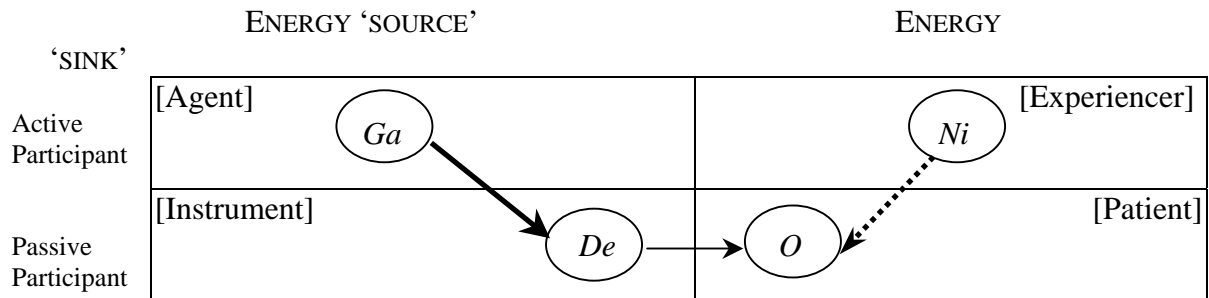 ENERGY ‘SOURCE’ ENERGY
‘SINK’
[Agent] [Experiencer]
Active
Participant
Ga Ni
[Instrument] [Patient]
Passive
Participant
De O